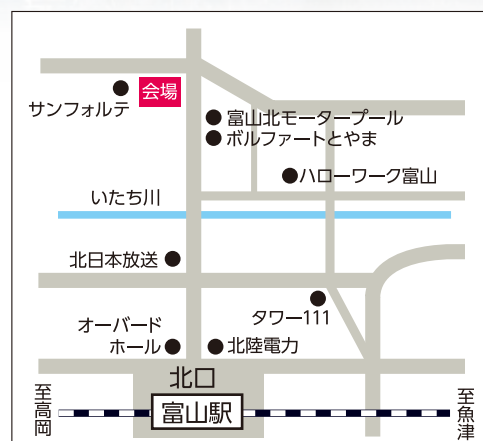 会場
サンフォルテ
富山北モータープール
ボルファートとやま
ハローワーク富山
いたち川
北日本放送
タワー111
オーバード
ホール
北陸電力
北口
富山駅
至高岡
至魚津